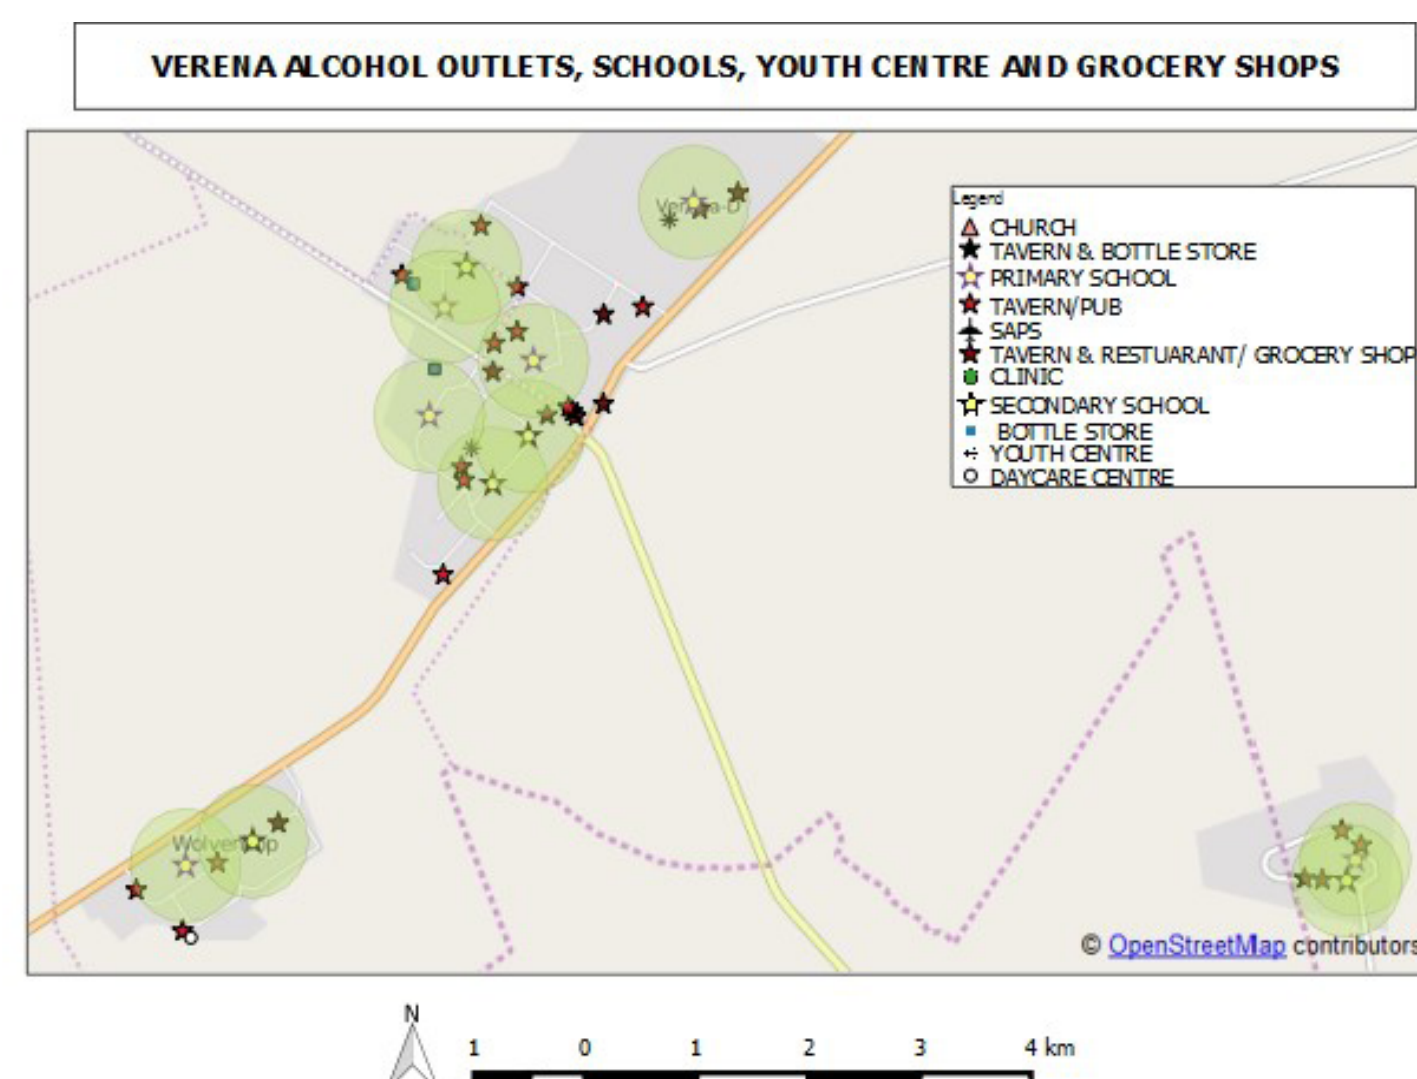 VERENA ALCOHOL OUTLETS, SCHOOLS, YOUTH CENTRE AND GROCERY SHOPS
Legend
CHURCH
TAVERN & BOTTLE STORE
PRIMARY SCHOOL
TAVERN/PUB
SAPS
TAVERN & RESTUARANT/ GROCERY SHOP
CLINIC
SECONDARY SCHOOL
BOTTLE STORE
YOUTH CENTRE
DAYCARE CENTRE
© OpenStreetMap contributors
N
1 0 1 2 3 4 km